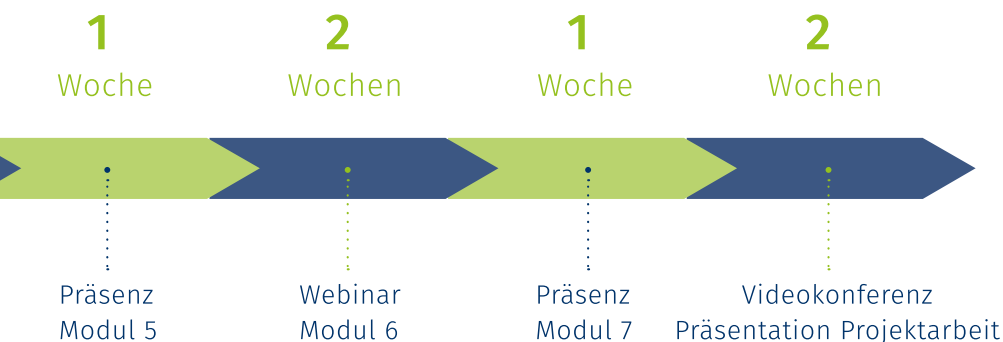 1
Woche
2
Wochen
1
Woche
2
Wochen
Präsenz
Modul 5
Webinar
Modul 6
Präsenz
Modul 7
Videokonferenz
Präsentation Projektarbeit